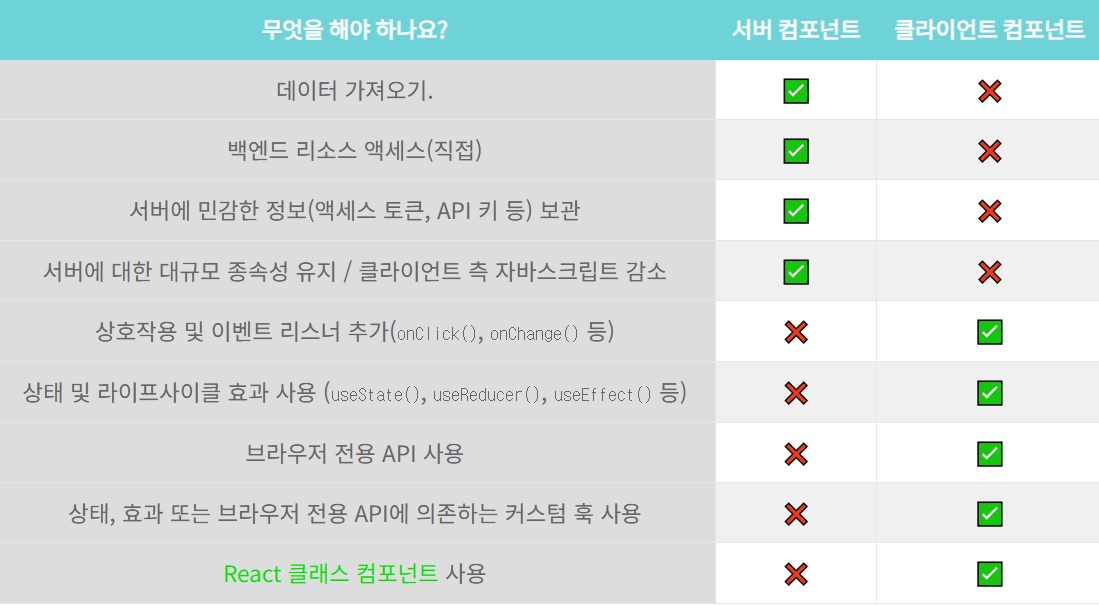 무엇을 해야 하나요? 서버 컴포넌트 클라이언트 컴포넌트
데이터 가져오기.
백엔드 리소스 액세스(직접)
서버에 민감한 정보(액세스 토큰, API 키 등) 보관
서버에 대한 대규모 종속성 유지 / 클라이언트 측 자바스크립트 감소
상호작용 및 이벤트 리스너 추가(onClick(), onChange() 등)
상태 및 라이프사이클 효과 사용 (useState(), useReducer(), useEffect() 등)
브라우저 전용 API 사용
상태, 효과 또는 브라우저 전용 API에 의존하는 커스텀 훅 사용
React 클래스 컴포넌트 사용